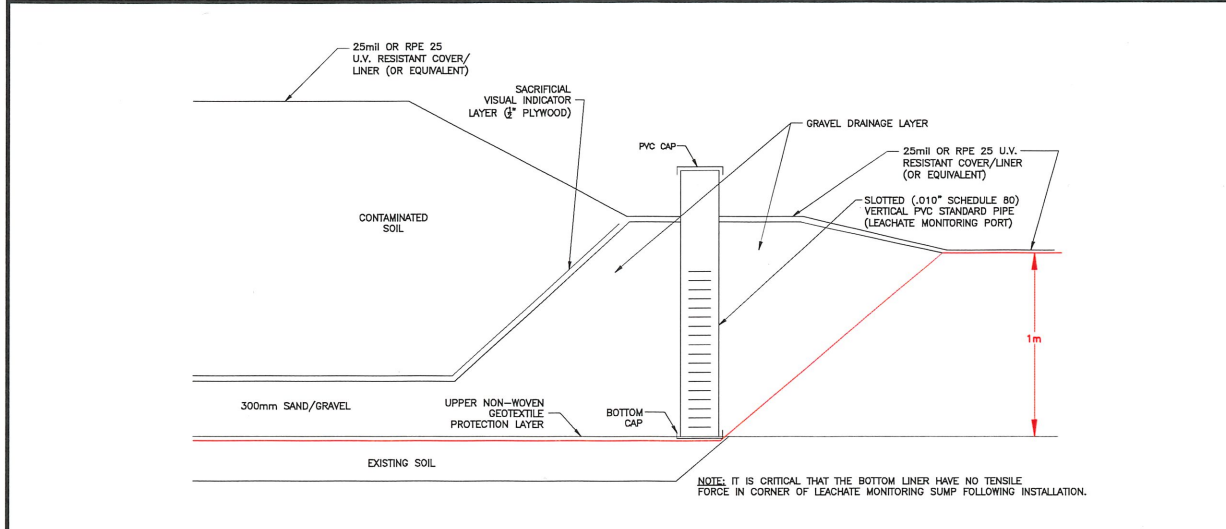 25mil OR RPE 25
U.V. RESISTANT COVER/
LINER (OR EQUIVALENT)
SACRIFICIAL
VISUAL INDICATOR
LAYER (½" PLYWOOD)
GRAVEL DRAINAGE LAYER
PVC CAP
25mil OR RPE 25 U.V.
RESISTANT COVER/LINER
(OR EQUIVALENT)
SLOTTED (.010" SCHEDULE 80)
VERTICAL PVC STANDARD PIPE
(LEACHATE MONITORING PORT)
CONTAMINATED
SOIL
1m
300mm SAND/GRAVEL
UPPER NON-WOVEN
GEOTEXTILE
PROTECTION LAYER
BOTTOM
CAP
EXISTING SOIL
NOTE: IT IS CRITICAL THAT THE BOTTOM LINER HAVE NO TENSILE
FORCE IN CORNER OF LEACHATE MONITORING SUMP FOLLOWING INSTALLATION.